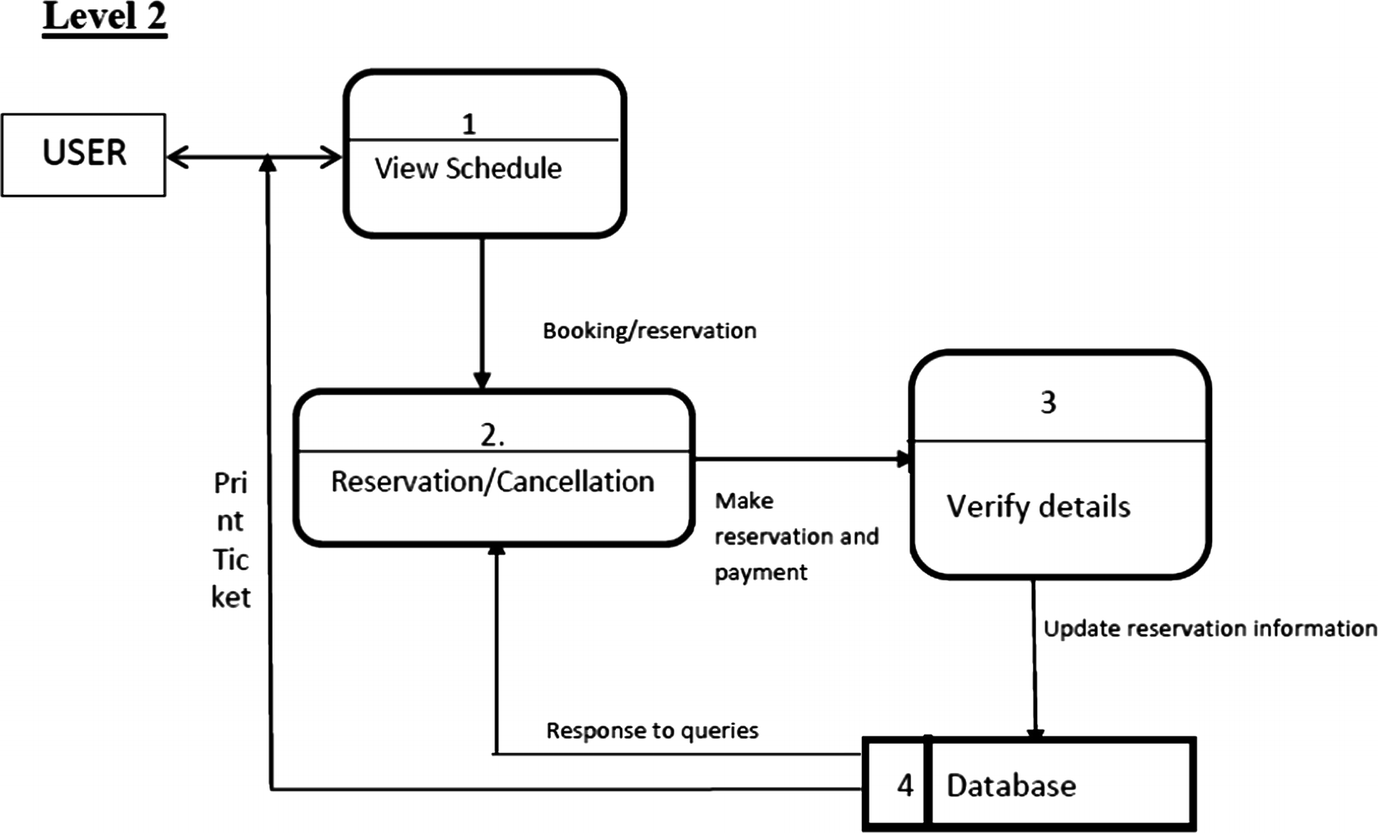 Level 2
USER
1
View Schedule
Booking/reservation
2.
Reservation/Cancellation
3
Verify details
Make
reservation and
payment
Pri
nt
Tic
ket
Update reservation information
Response to queries
4
Database